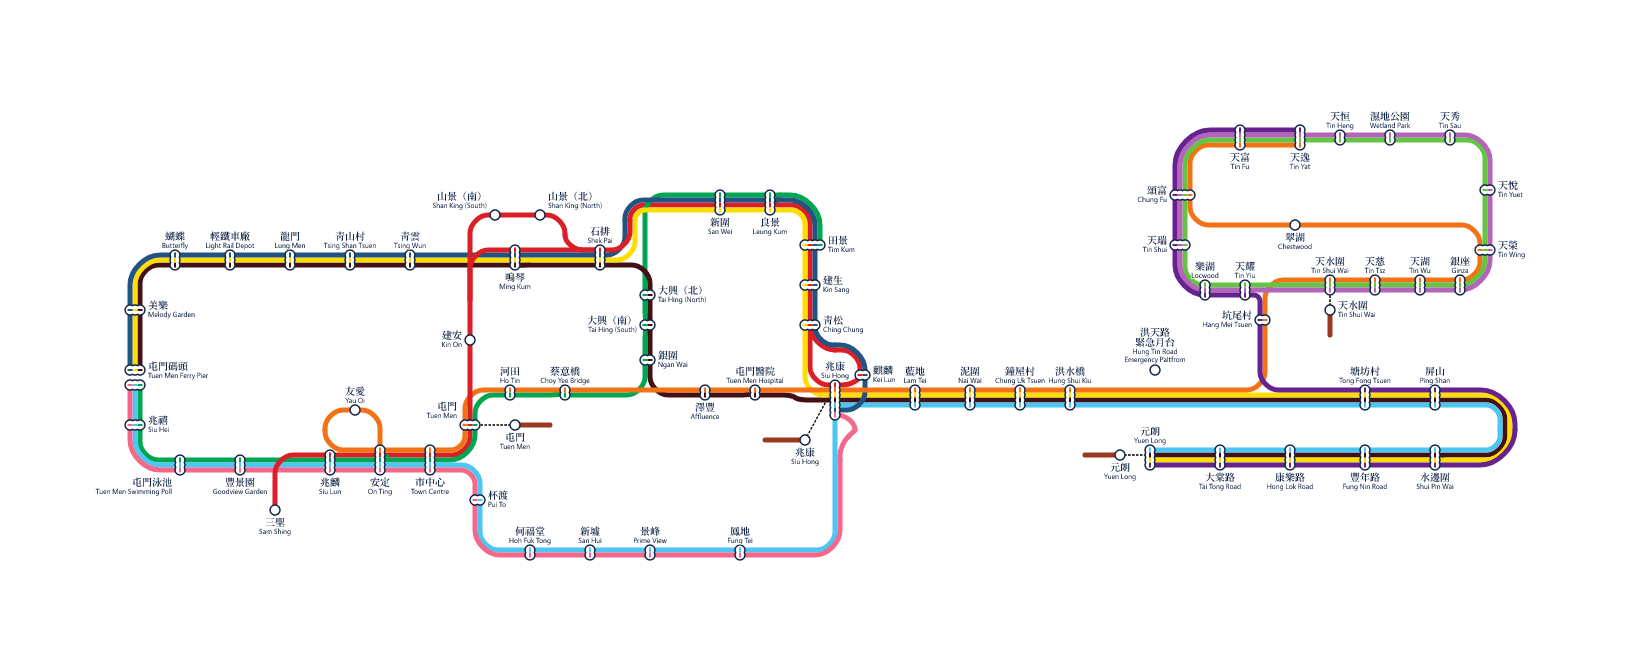 天恒
Tin Heng
濕地公園
Wetland Park
天秀
Tin Sau
天富
Tin Fu
天逸
Tin Yat
頌富
Chung Fu
天悅
Tin Yuet
翠湖
Chestwood
天瑞
Tin Shui
天榮
Tin Wing
樂湖
Locwood
天耀
Tin Yiu
天水圍
Tin Shui Wai
天慈
Tin Tsz
天湖
Tin Wu
銀座
Ginza
天水圍
Tin Shui Wai
坑尾村
Hang Mei Tsuen
洪天路
緊急月台
Hung Tin Road
Emergency Paltfrom
山景（南）
Shan King (South)
山景（北）
Shan King (North)
石排
Shek Pai
新圍
San Wei
良景
Leung Kum
田景
Tim Kum
蝴蝶
Butterfly
輕鐵車廠
Light Rail Depot
龍門
Lung Men
青山村
Tsing Shan Tsuen
青雲
Tsing Wun
鳴琴
Ming Kum
建生
Kin Sang
大興（北）
Tai Hing (North)
美樂
Melody Garden
大興（南）
Tai Hing (South)
青松
Ching Chung
建安
Kin On
銀圍
Ngan Wai
屯門碼頭
Tuen Men Ferry Pier
河田
Ho Tin
蔡意橋
Choy Yee Bridge
屯門醫院
Tuen Men Hospital
兆康
Siu Hong
麒麟
Kei Lun
藍地
Lam Tei
泥圍
Nai Wai
鐘屋村
Chung Uk Tsuen
洪水橋
Hung Shui Kiu
塘坊村
Tong Fong Tsuen
屏山
Ping Shan
友愛
Yau Oi
屯門
Tuen Men
澤豐
Affluence
兆禧
Siu Hei
屯門
Tuen Men
兆康
Siu Hong
元朗
Yuen Long
元朗
Yuen Long
大棠路
Tai Tong Road
康樂路
Hong Lok Road
豐年路
Fung Nin Road
水邊圍
Shui Pin Wai
屯門泳池
Tuen Men Swimming Poll
豐景園
Goodview Garden
兆麟
Siu Lun
安定
On Ting
市中心
Town Centre
杯渡
Pui To
三聖
Sam Shing
何福堂
Hoh Fuk Tong
新墟
San Hui
景峰
Prime View
鳳地
Fung Tei